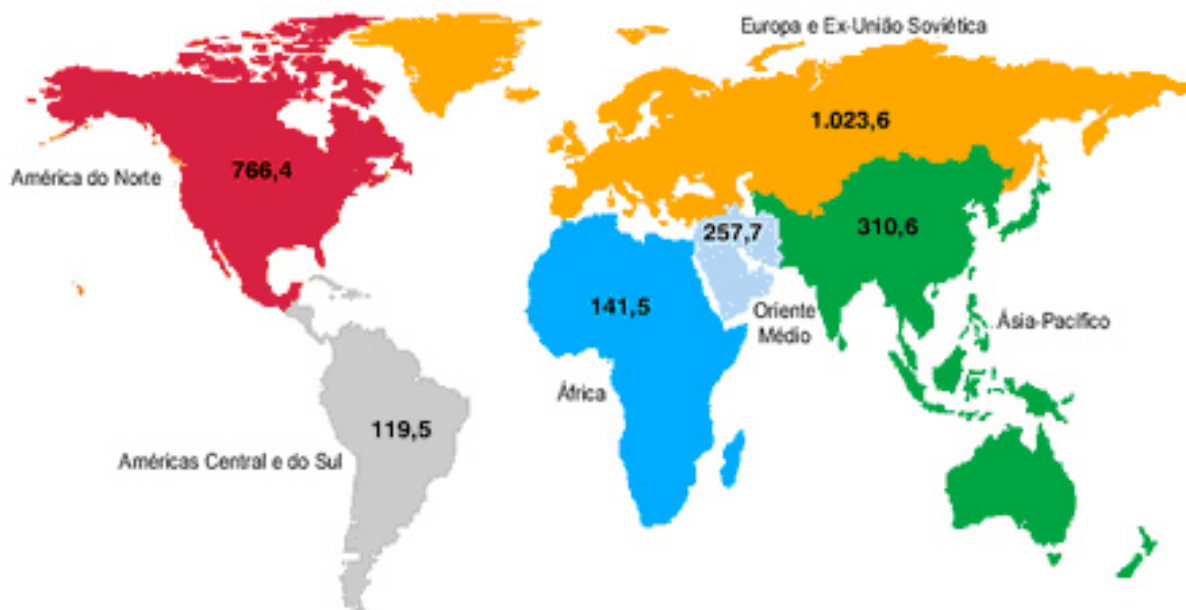 Europa e Ex-União Soviética
1.023,6
América do Norte
766,4
257,7
310,6
141,5
Oriente
Médio
Ásia-Pacífico
África
119,5
Américas Central e do Sul